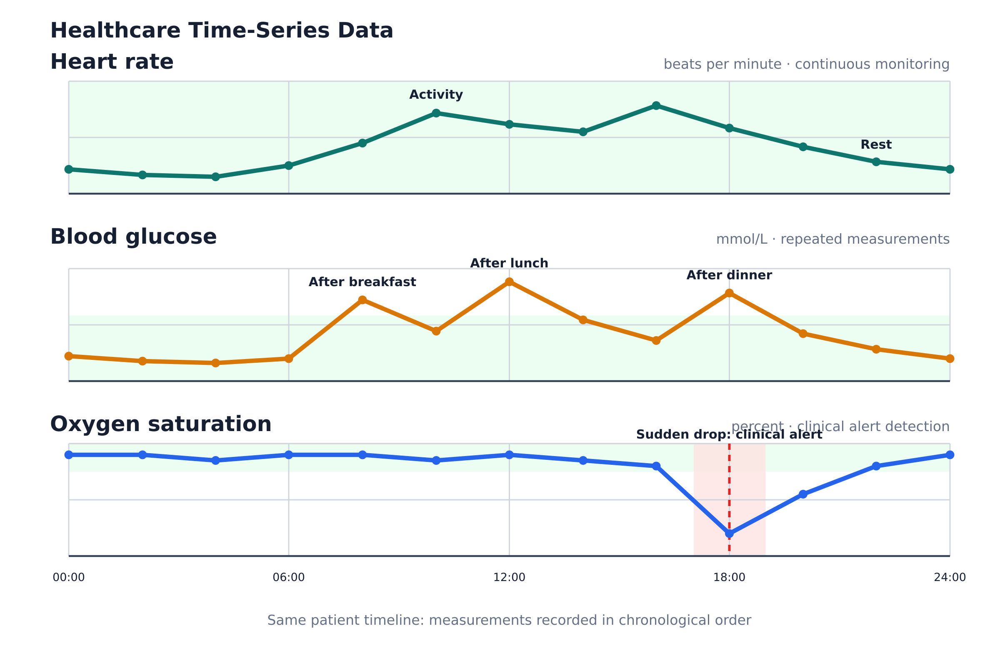 Healthcare Time-Series Data
Heart rate
beats per minute · continuous monitoring
Activity
Rest
Blood glucose
mmol/L · repeated measurements
After lunch
After dinner
After breakfast
Oxygen saturation
percent · clinical alert detection
Sudden drop: clinical alert
00:00
06:00
12:00
18:00
24:00
Same patient timeline: measurements recorded in chronological order